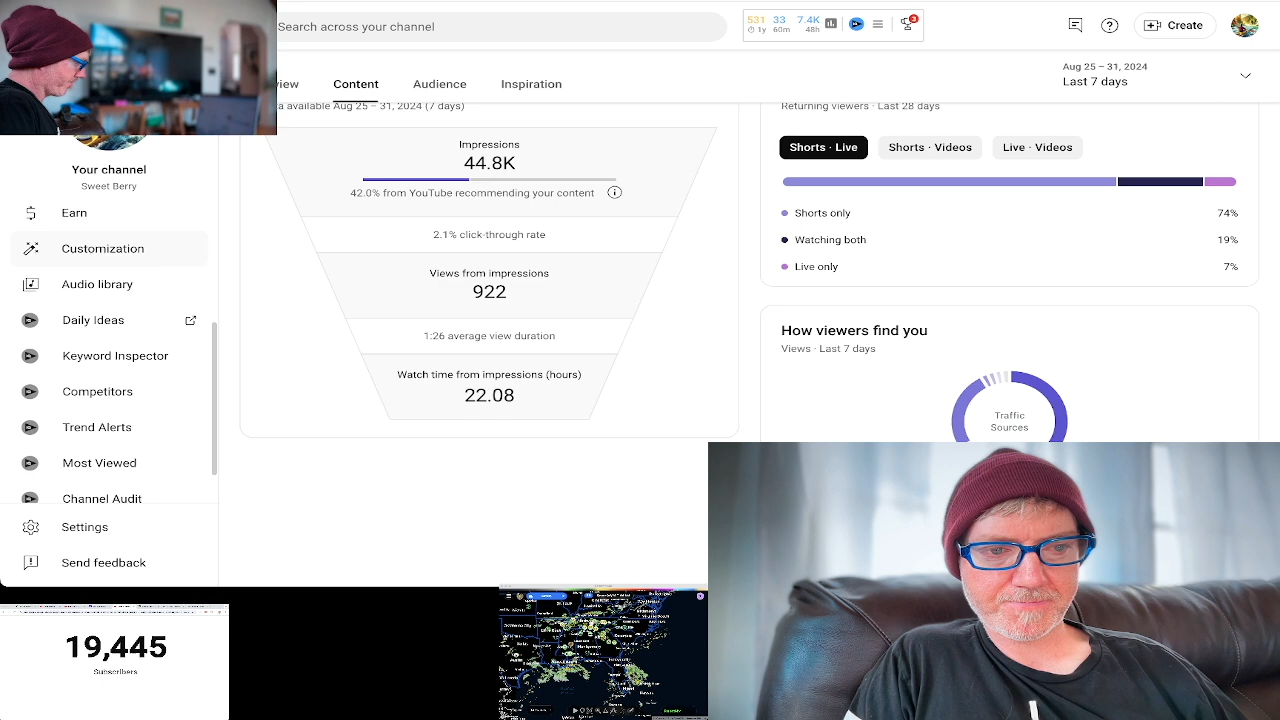 Search across your channel
531 33 7.4K
1y 60m 48h
3
Create
Content Audience Inspiration
Aug 25 – 31, 2024
Last 7 days
a available Aug 25 – 31, 2024 (7 days)
Impressions
44.8K
42.0% from YouTube recommending your content
2.1% click-through rate
Views from impressions
922
1:26 average view duration
Watch time from impressions (hours)
22.08
Returning viewers · Last 28 days
Shorts · Live Shorts · Videos Live · Videos
Shorts only 74%
Watching both 19%
Live only 7%
How viewers find you
Views · Last 7 days
Traffic
Sources
Your channel
Sweet Berry
Earn
Customization
Audio library
Daily Ideas
Keyword Inspector
Competitors
Trend Alerts
Most Viewed
Channel Audit
Settings
Send feedback
19,445
Subscribers